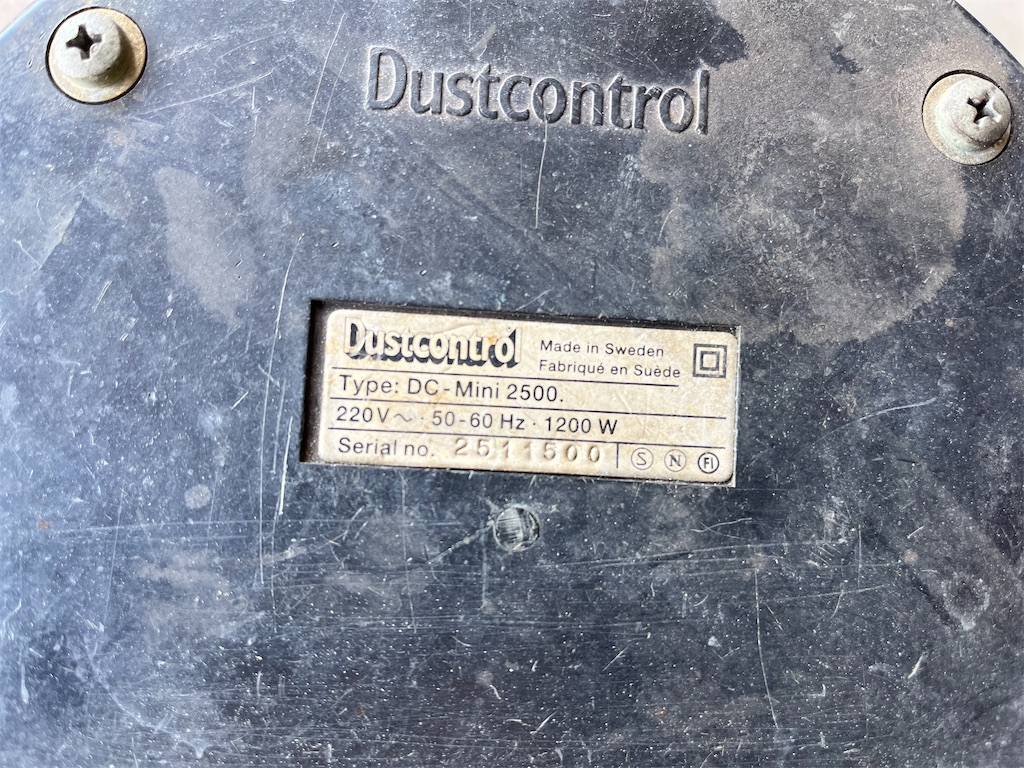 Dustcontrol
Dustcontrol
Made in Sweden
Fabriqué en Suède
Type: DC-Mini 2500.
220V ~ · 50-60 Hz · 1200 W
Serial no. 2511500 S N FI